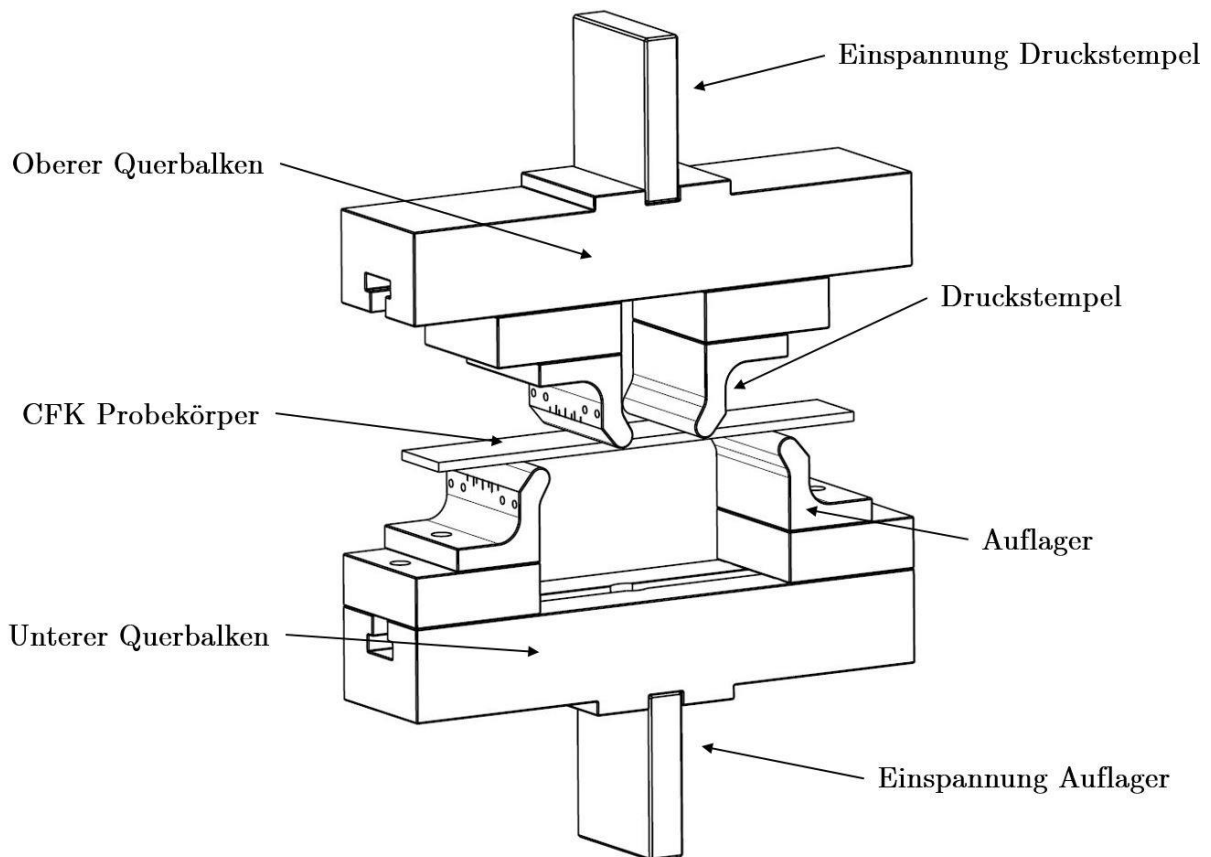 Einspannung Druckstempel
Oberer Querbalken
Druckstempel
CFK Probekörper
Auflager
Unterer Querbalken
Einspannung Auflager